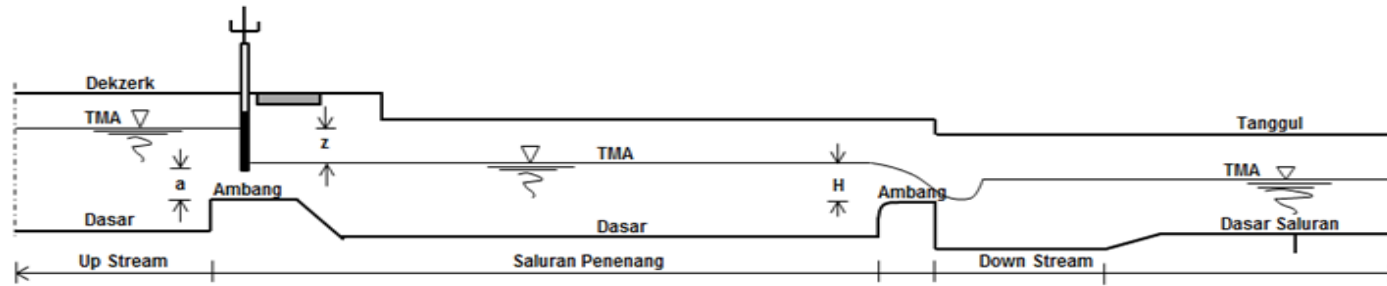 Dekzerk
TMA
z
a
Ambang
Dasar
TMA
H
Ambang
Dasar
Tanggul
TMA
Dasar Saluran
Up Stream
Saluran Penenang
Down Stream